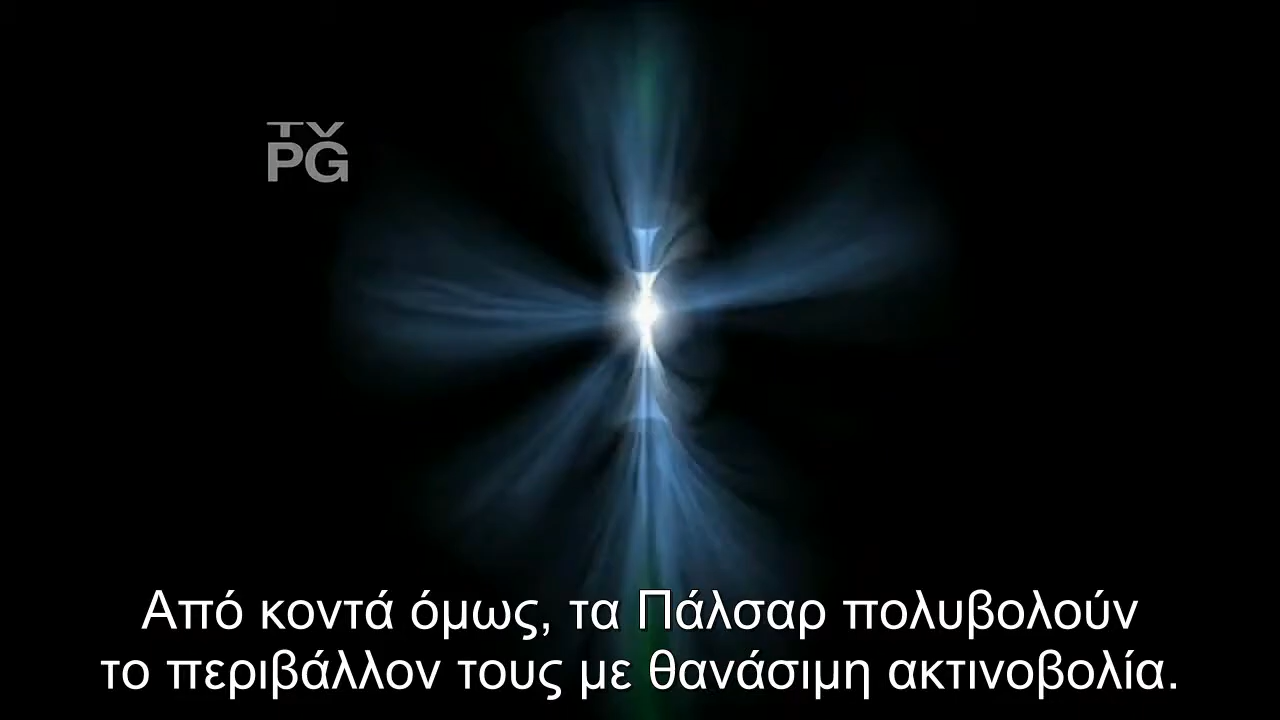 TV
PG
Από κοντά όμως, τα Πάλσαρ πολυβολούν
το περιβάλλον τους με θανάσιμη ακτινοβολία.